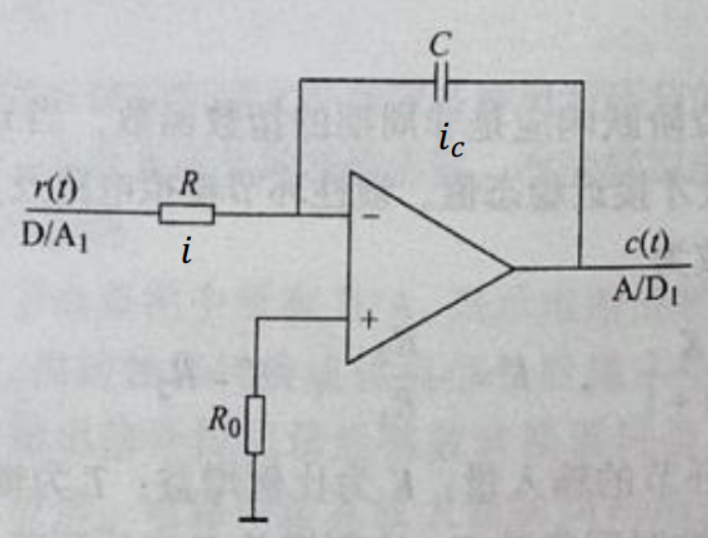 C
i_c
r(t)
R
D/A₁
i
−
c(t)
A/D₁
+
R₀